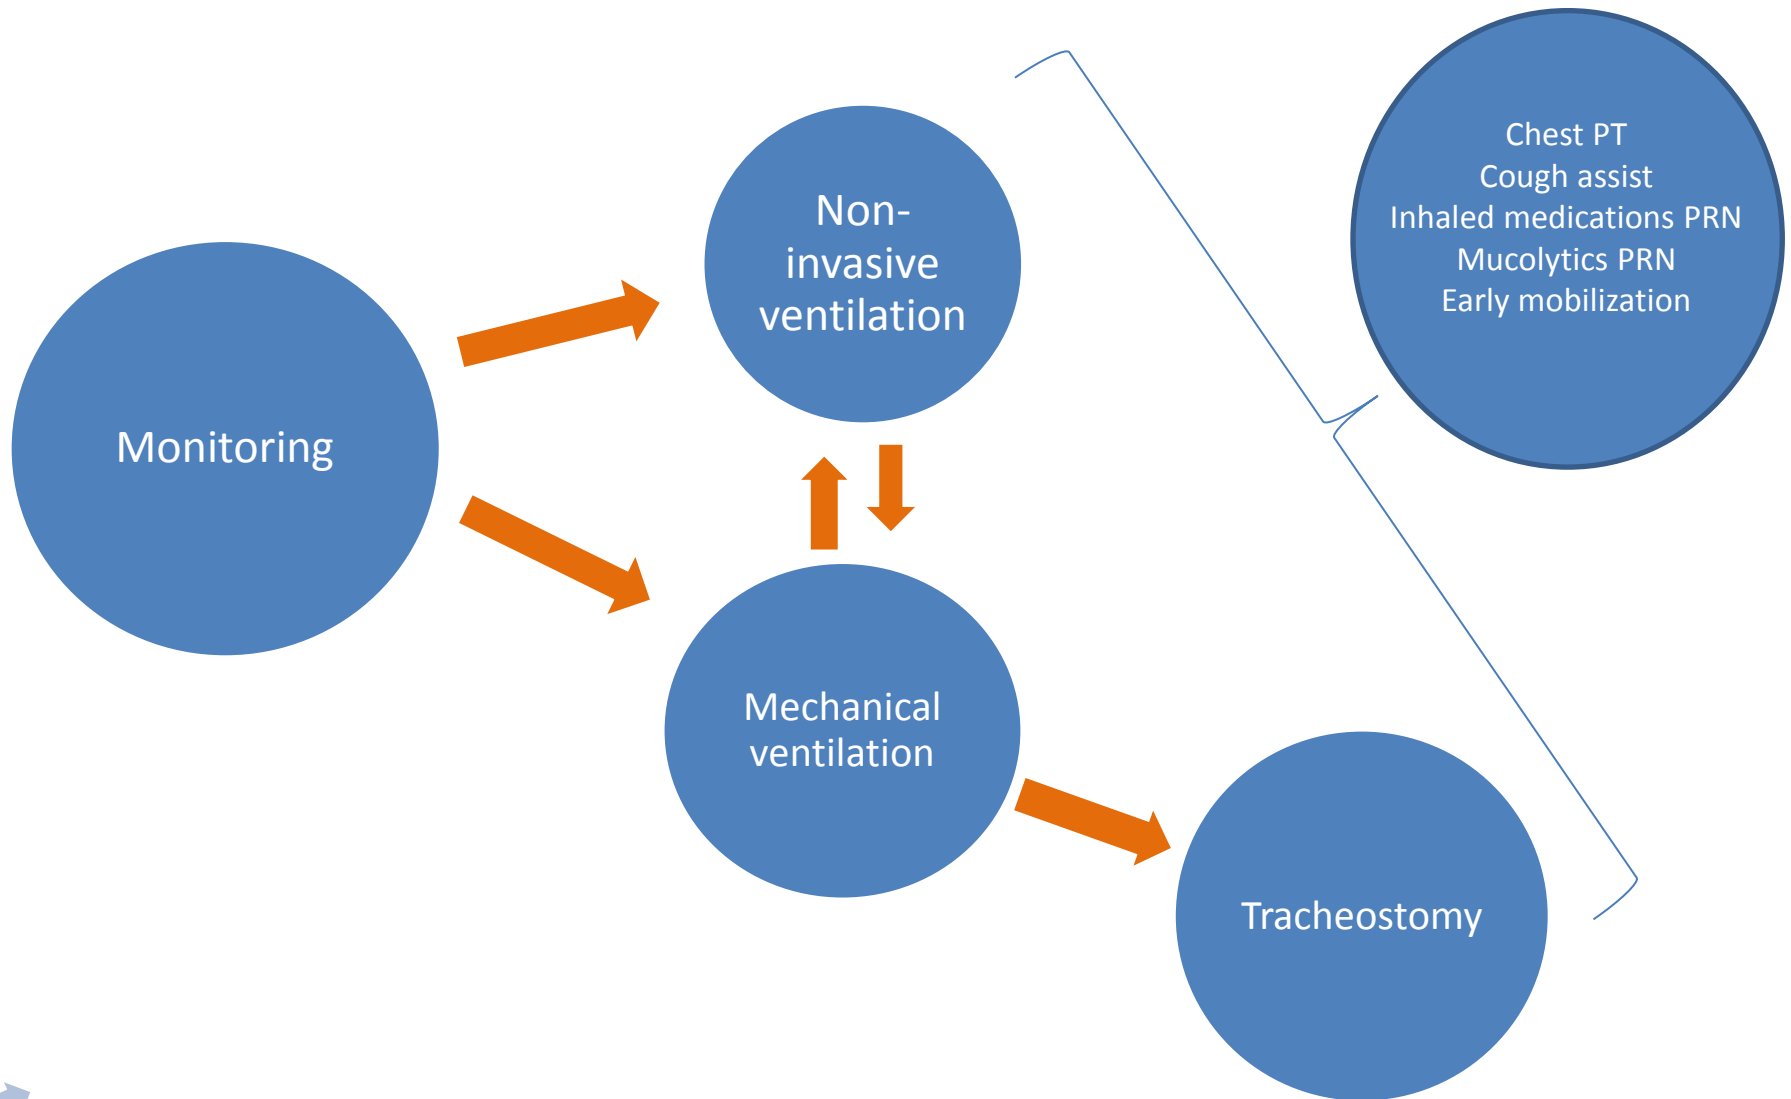 Monitoring
Non-
invasive
ventilation
Mechanical
ventilation
Tracheostomy
Chest PT
Cough assist
Inhaled medications PRN
Mucolytics PRN
Early mobilization